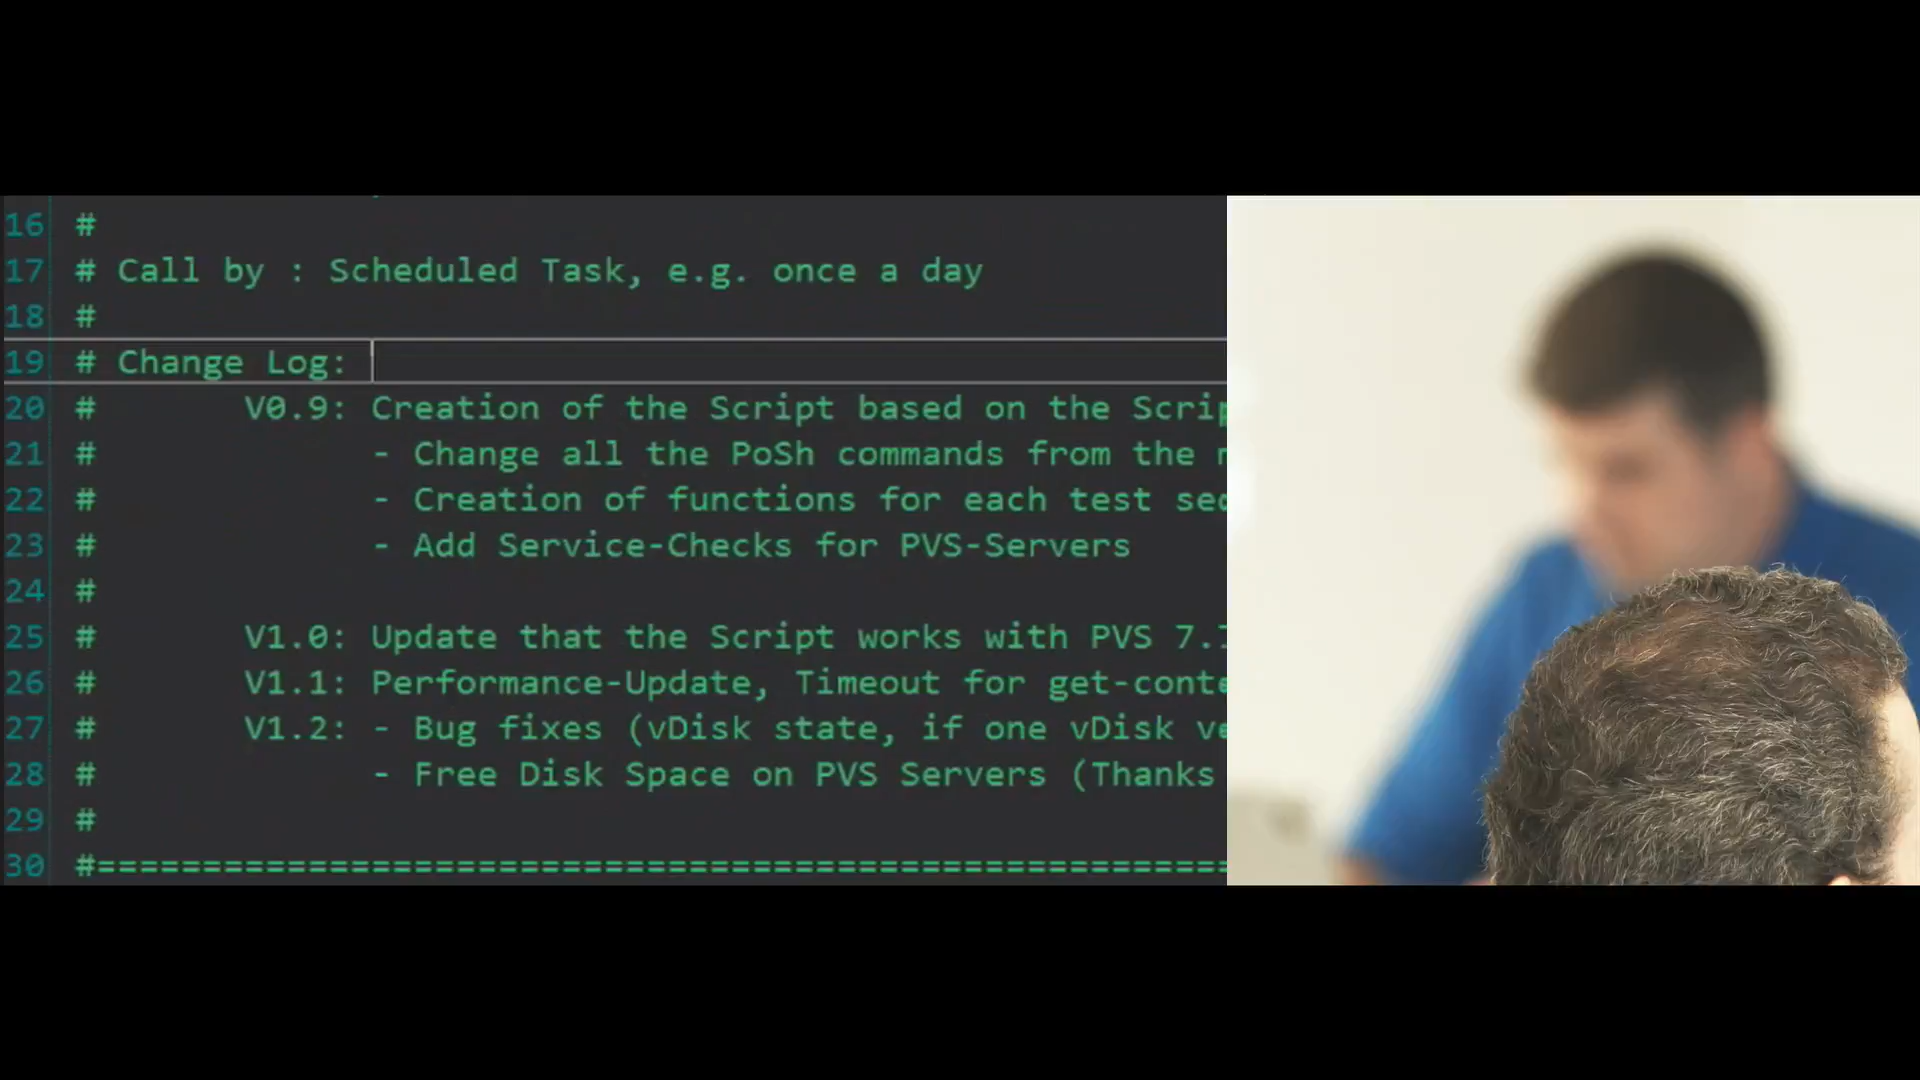 16 #
17 # Call by : Scheduled Task, e.g. once a day
18 #
19 # Change Log:
20 # V0.9: Creation of the Script based on the
21 # - Change all the PoSh commands from the
22 # - Creation of functions for each test
23 # - Add Service-Checks for PVS-Servers
24 #
25 # V1.0: Update that the Script works with PVS
26 # V1.1: Performance-Update, Timeout for
27 # V1.2: - Bug fixes (vDisk state, if one vDisk
28 # - Free Disk Space on PVS Servers (Thanks
29 #
30 #======================================================